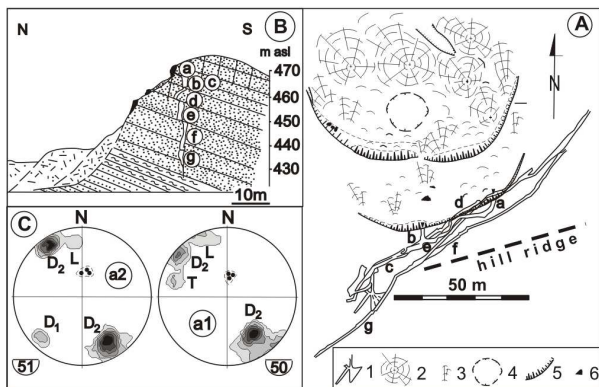 N S B
m asl
a
b c
d
e
f
g
470
460
450
440
430
420
10m
A
N
d
a
b
e
f
c
g
hill ridge
50 m
C
N
D2 L
a2
D1 D2
51
N
D2 L
T
a1
D2
50
1 2 3 4 5 6